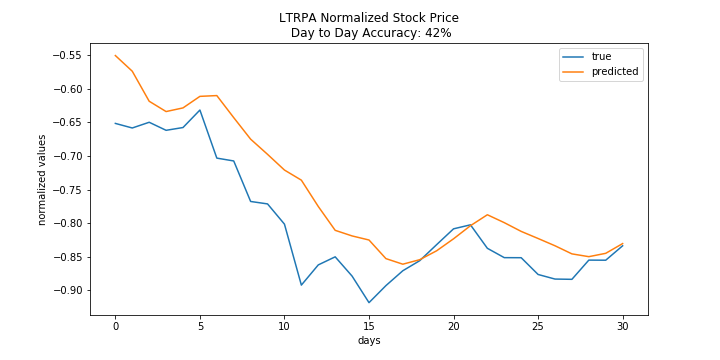 LTRPA Normalized Stock Price
Day to Day Accuracy: 42%
true
predicted
−0.55
−0.60
−0.65
−0.70
−0.75
−0.80
−0.85
−0.90
normalized values
0 5 10 15 20 25 30
days